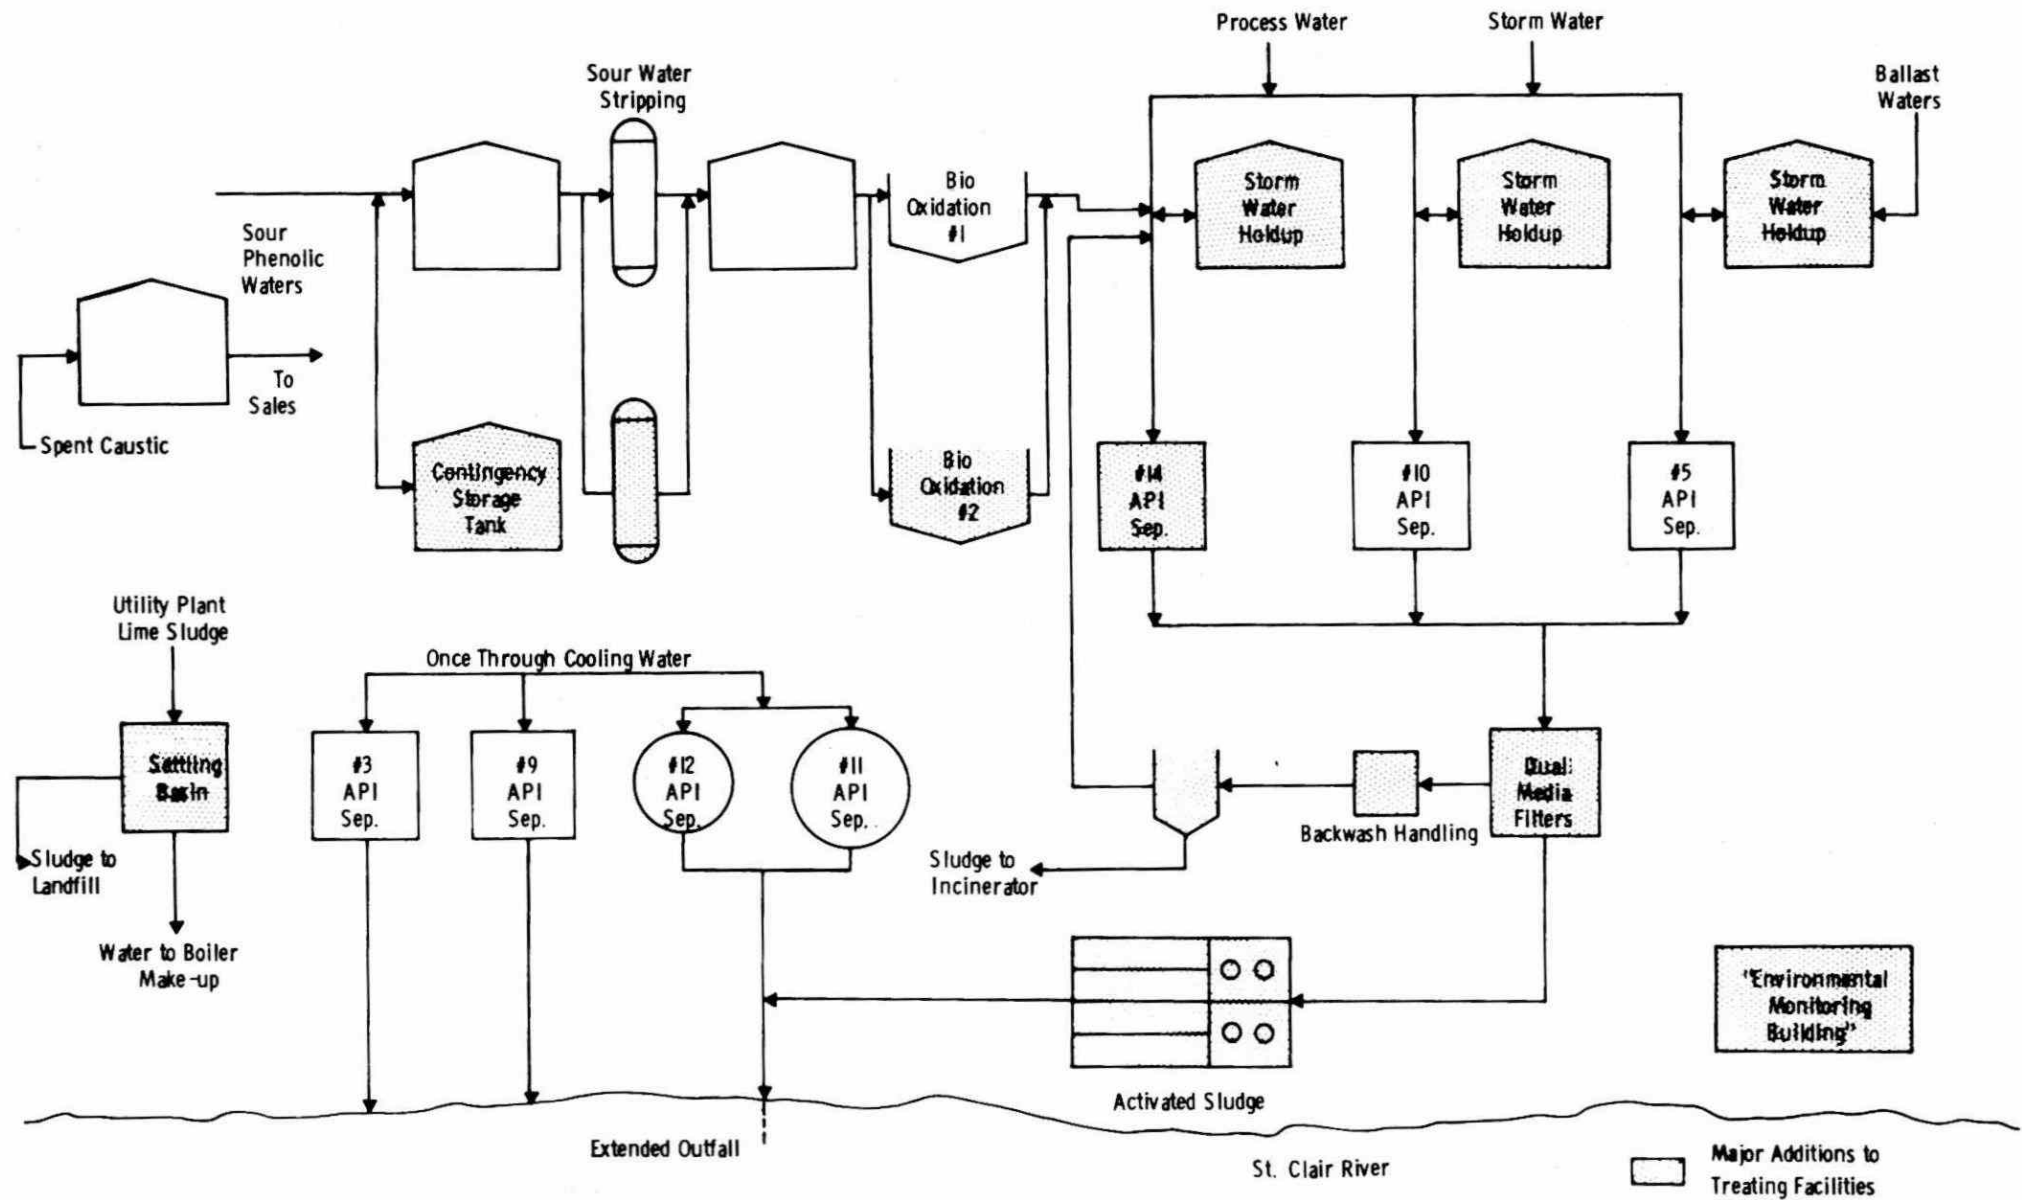 Process Water
Storm Water
Ballast
Waters
Sour Water
Stripping
Sour
Phenolic
Waters
To
Sales
Spent Caustic
Contingency
Storage
Tank
Bio
Oxidation
#1
Bio
Oxidation
#2
Storm
Water
Holdup
Storm
Water
Holdup
Storm
Water
Holdup
#14
API
Sep.
#10
API
Sep.
#5
API
Sep.
Utility Plant
Lime Sludge
Settling
Basin
Sludge to
Landfill
Water to Boiler
Make-up
Once Through Cooling Water
#3
API
Sep.
#9
API
Sep.
#12
API
Sep.
#11
API
Sep.
Dual
Media
Filters
Backwash Handling
Sludge to
Incinerator
Activated Sludge
"Environmental
Monitoring
Building"
Extended Outfall
St. Clair River
Major Additions to
Treating Facilities